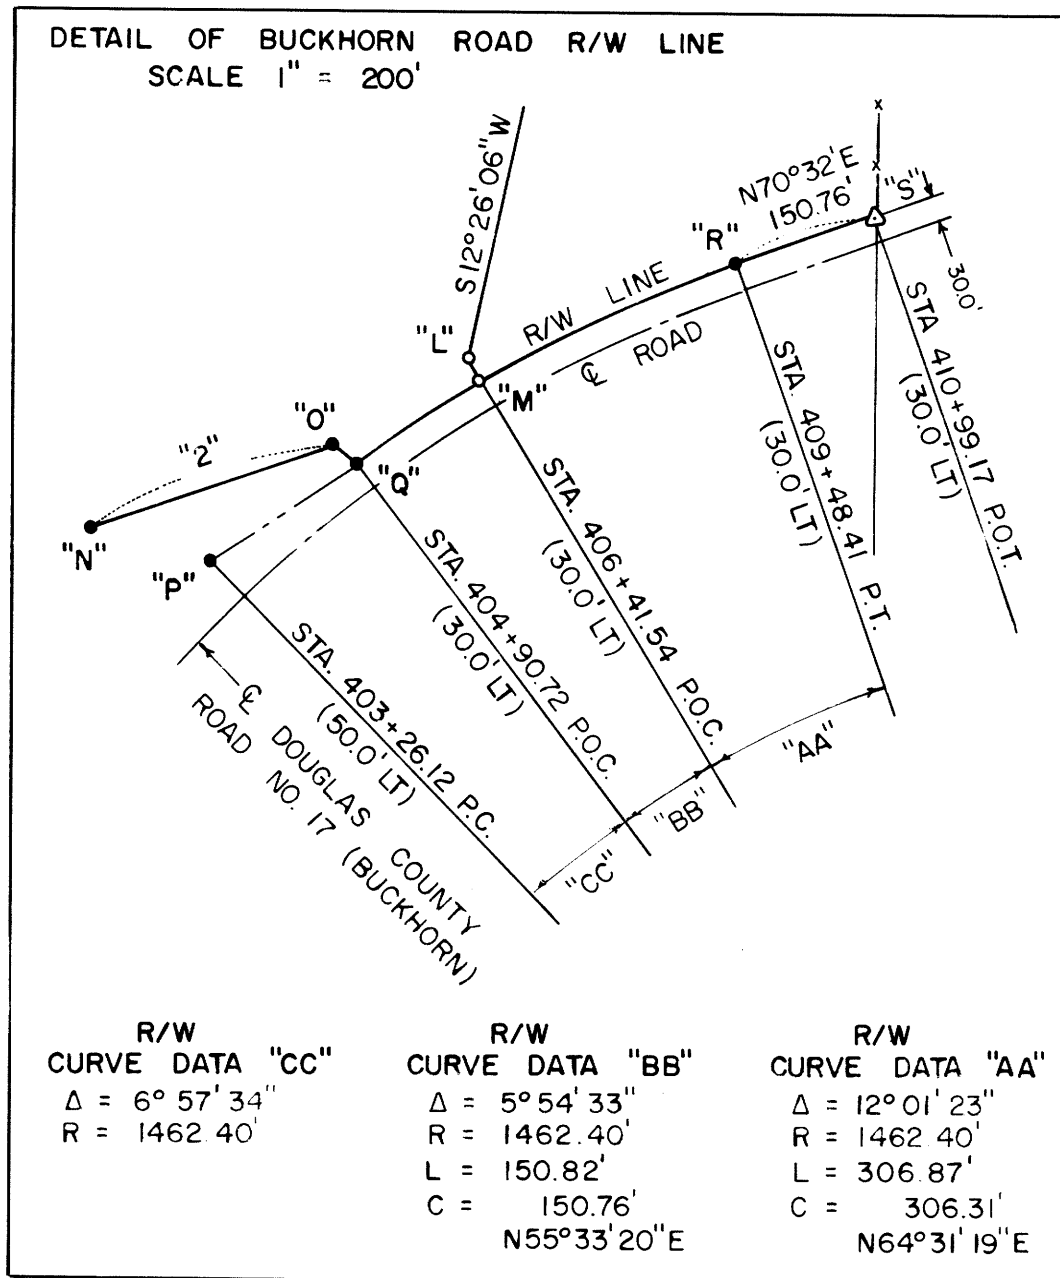 DETAIL OF BUCKHORN ROAD R/W LINE
SCALE 1" = 200'
S12°26'06"W
N70°32'E
150.76'
"S"
"R"
30.0'
R/W LINE
"L"
℄ ROAD
"M"
"O"
"2"
"Q"
"N"
"P"
STA 410+99.17 P.O.T.
(30.0' LT)
STA. 409+48.41 P.T.
(30.0' LT)
STA. 406+41.54 P.O.C.
(30.0' LT)
STA. 404+90.72 P.O.C.
(30.0' LT)
STA. 403+26.12 P.C.
(50.0' LT)
℄ DOUGLAS COUNTY
ROAD NO. 17 (BUCKHORN)
"AA"
"BB"
"CC"
R/W
CURVE DATA "CC"
Δ = 6° 57' 34"
R = 1462.40'
R/W
CURVE DATA "BB"
Δ = 5° 54' 33"
R = 1462.40'
L = 150.82'
C = 150.76'
N55°33'20"E
R/W
CURVE DATA "AA"
Δ = 12° 01' 23"
R = 1462.40'
L = 306.87'
C = 306.31'
N64°31'19"E